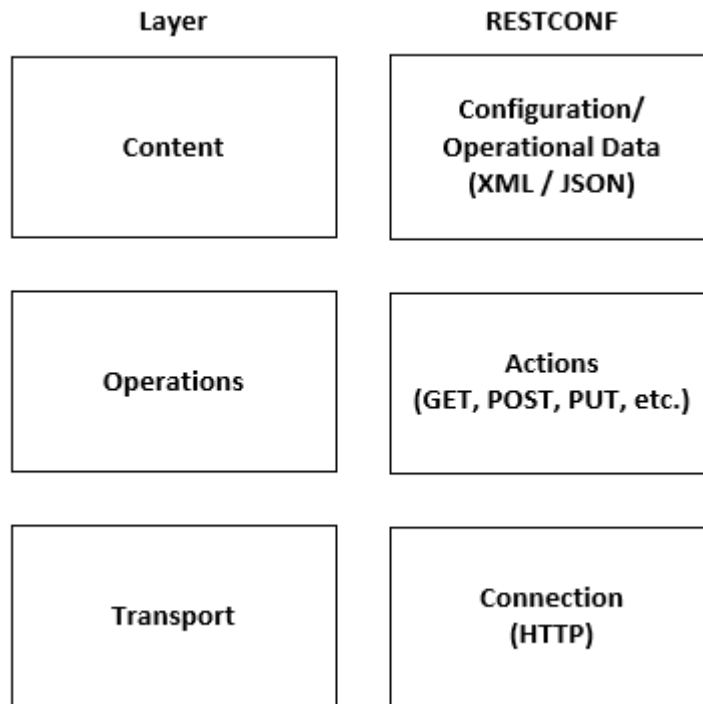 Layer
RESTCONF
Content
Configuration/
Operational Data
(XML / JSON)
Operations
Actions
(GET, POST, PUT, etc.)
Transport
Connection
(HTTP)